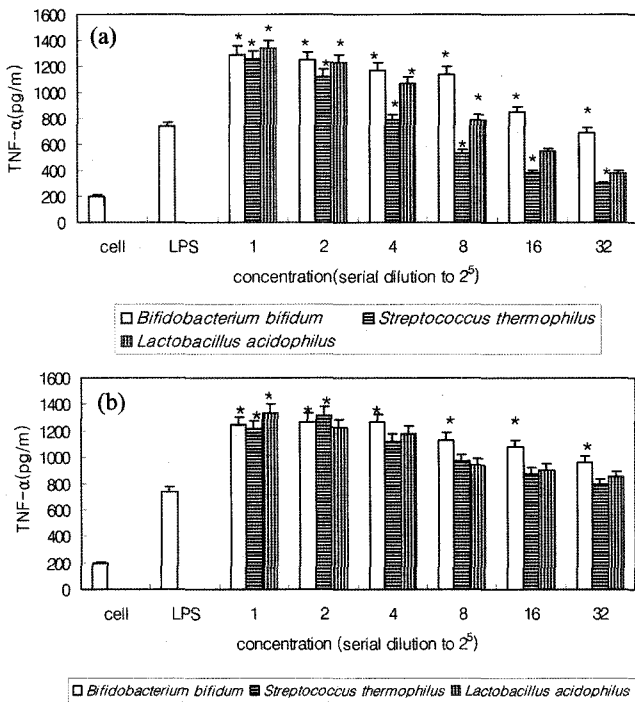 (a)
TNF-α(pg/m)
1600
1400
1200
1000
800
600
400
200
0
* * * * * * * * * * * * * * *
cell LPS 1 2 4 8 16 32
concentration(serial dilution to 2⁵)
Bifidobacterium bifidum Streptococcus thermophilus
Lactobacillus acidophilus
(b)
TNF-α(pg/m)
1600
1400
1200
1000
800
600
400
200
0
* * * * * * * * *
cell LPS 1 2 4 8 16 32
concentration (serial dilution to 2⁵)
Bifidobacterium bifidum Streptococcus thermophilus Lactobacillus acidophilus